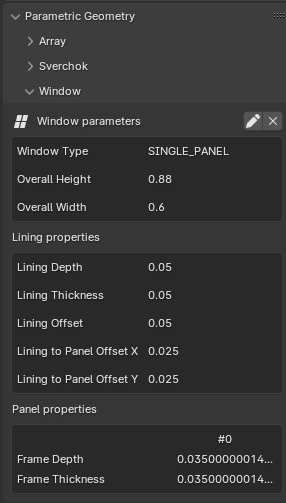 Parametric Geometry
Array
Sverchok
Window
Window parameters
Window Type SINGLE_PANEL
Overall Height 0.88
Overall Width 0.6
Lining properties
Lining Depth 0.05
Lining Thickness 0.05
Lining Offset 0.05
Lining to Panel Offset X 0.025
Lining to Panel Offset Y 0.025
Panel properties
#0
Frame Depth 0.03500000014...
Frame Thickness 0.03500000014...